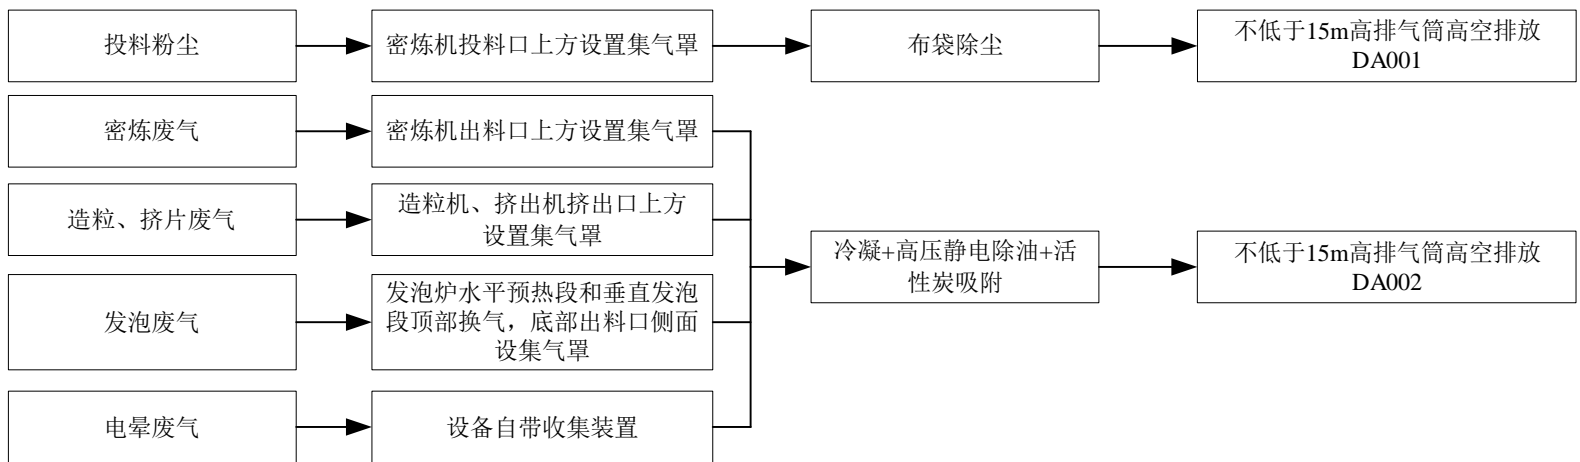 投料粉尘
密炼机投料口上方设置集气罩
布袋除尘
不低于15m高排气筒高空排放
DA001
密炼废气
密炼机出料口上方设置集气罩
造粒、挤片废气
造粒机、挤出机挤出口上方
设置集气罩
冷凝+高压静电除油+活
性炭吸附
不低于15m高排气筒高空排放
DA002
发泡废气
发泡炉水平预热段和垂直发泡
段顶部换气，底部出料口侧面
设集气罩
电晕废气
设备自带收集装置